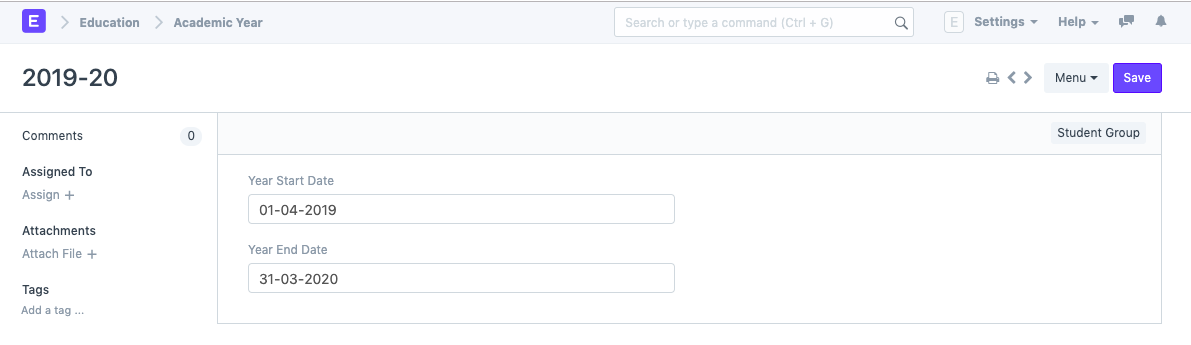 E Education Academic Year Search or type a command (Ctrl + G) E Settings Help
2019-20 Menu Save
Comments 0 Student Group
Assigned To
Assign +
Attachments
Attach File +
Tags
Add a tag ...
Year Start Date
01-04-2019
Year End Date
31-03-2020